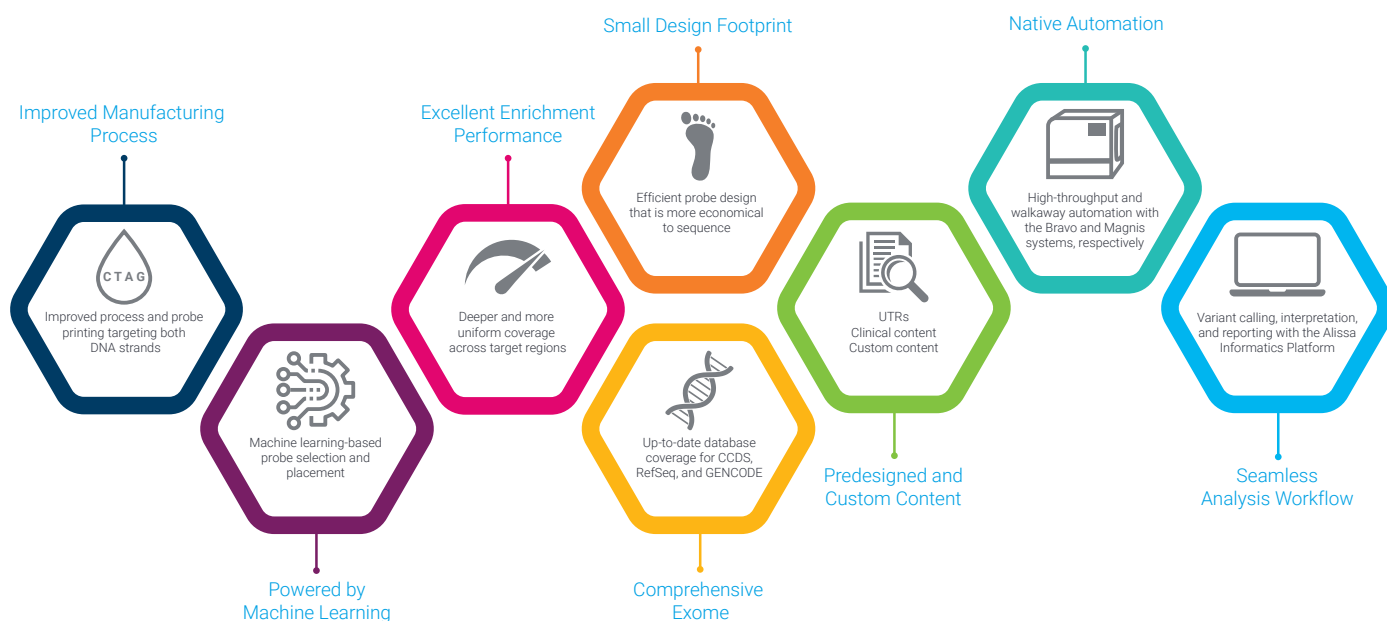 Improved Manufacturing
Process
CTAG
Improved process and probe
printing targeting both
DNA strands
Machine learning-based
probe selection and
placement
Powered by
Machine Learning
Excellent Enrichment
Performance
Deeper and more
uniform coverage
across target regions
Small Design Footprint
Efficient probe design
that is more economical
to sequence
Up-to-date database
coverage for CCDS,
RefSeq, and GENCODE
Comprehensive
Exome
UTRs
Clinical content
Custom content
Predesigned and
Custom Content
Native Automation
High-throughput and
walkaway automation with
the Bravo and Magnis
systems, respectively
Variant calling, interpretation,
and reporting with the Alissa
Informatics Platform
Seamless
Analysis Workflow